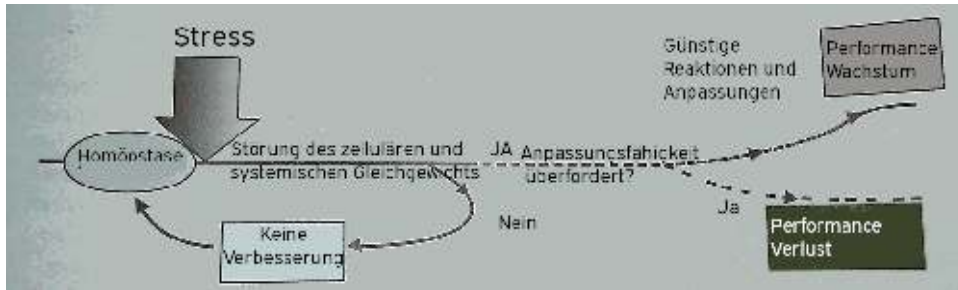 Stress
Homöostase
Störung des zellulären und
systemischen Gleichgewichts
JA
Anpassungsfähickeit
überfordert?
Günstige
Reaktionen und
Anpassungen
Performance
Wachstum
Nein
Keine
Verbesserung
Ja
Performance
Verlust